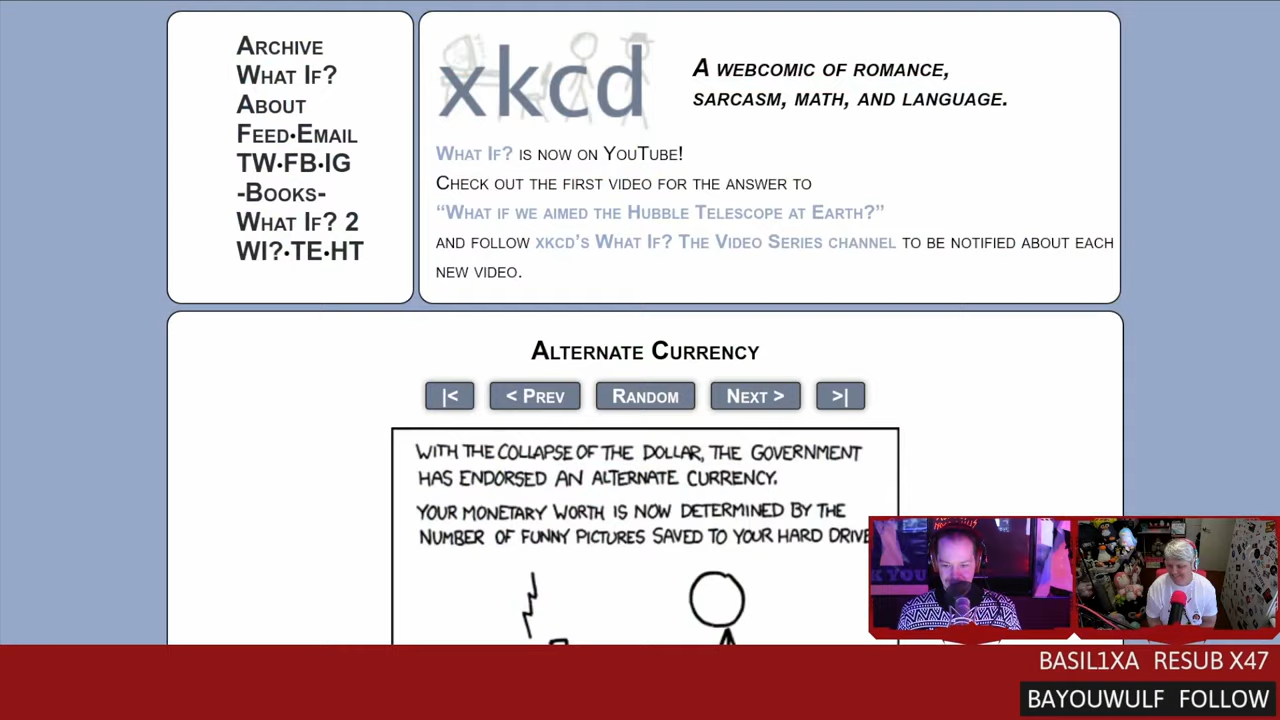 Archive
What If?
About
Feed•Email
TW•FB•IG
-Books-
What If? 2
WI?•TE•HT
xkcd
A webcomic of romance,
sarcasm, math, and language.
What If? is now on YouTube!
Check out the first video for the answer to
“What if we aimed the Hubble Telescope at Earth?”
and follow xkcd’s What If? The Video Series channel to be notified about each
new video.
Alternate Currency
|<
< Prev
Random
Next >
>|
WITH THE COLLAPSE OF THE DOLLAR, THE GOVERNMENT
HAS ENDORSED AN ALTERNATE CURRENCY.
YOUR MONETARY WORTH IS NOW DETERMINED BY THE
NUMBER OF FUNNY PICTURES SAVED TO YOUR HARD DRIVE
BASIL1XA RESUB X47
BAYOUWULF FOLLOW